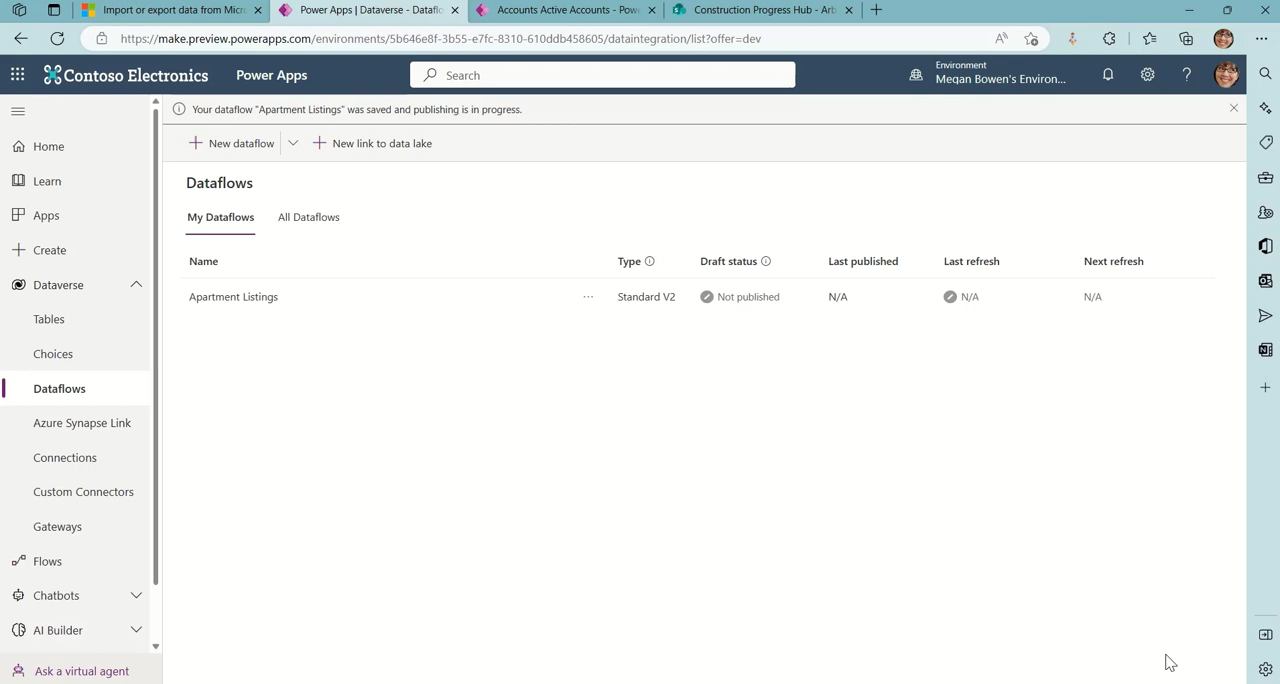 Import or export data from Micr
Power Apps | Dataverse - Dataflo
Accounts Active Accounts - Powe
Construction Progress Hub - Arb
https://make.preview.powerapps.com/environments/5b646e8f-3b55-e7fc-8310-610ddb458605/dataintegration/list?offer=dev
Contoso Electronics
Power Apps
Search
Environment
Megan Bowen's Environ...
Your dataflow "Apartment Listings" was saved and publishing is in progress.
New dataflow
New link to data lake
Home
Learn
Apps
Create
Dataverse
Tables
Choices
Dataflows
Azure Synapse Link
Connections
Custom Connectors
Gateways
Flows
Chatbots
AI Builder
Ask a virtual agent
Dataflows
My Dataflows All Dataflows
Name Type Draft status Last published Last refresh Next refresh
Apartment Listings ... Standard V2 Not published N/A N/A N/A